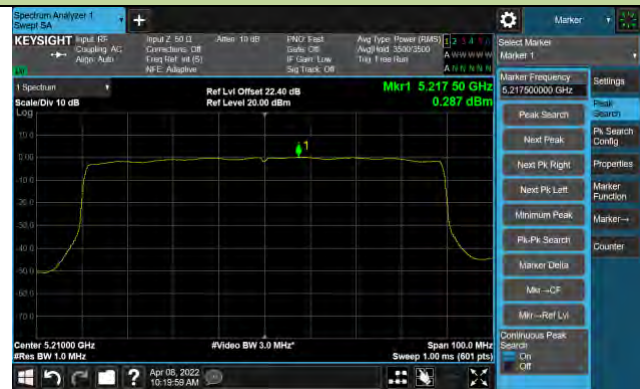 Spectrum Analyzer 1
Swept SA
Marker
KEYSIGHT
Input: RF
Coupling: AC
Align: Auto
Input Z: 50 Ω
Corrections: Off
Freq Ref: Int (S)
NFE: Adaptive
Atten: 10 dB
PNO: Fast
Gate: Off
IF Gain: Low
Sig Track: Off
Avg Type: Power (RMS)
Avg|Hold: 3500/3500
Trig: Free Run
1 2 3 4 5 6
A W W W W W
A N N N N N
Select Marker
Marker 1
1 Spectrum
Scale/Div 10 dB
Log
Ref Lvl Offset 22.40 dB
Ref Level 20.00 dBm
Mkr1 5.217 50 GHz
0.287 dBm
1
10.0
0.00
-10.0
-20.0
-30.0
-40.0
-50.0
-60.0
-70.0
Center 5.21000 GHz
#Res BW 1.0 MHz
#Video BW 3.0 MHz*
Span 100.0 MHz
Sweep 1.00 ms (601 pts)
Marker Frequency
5.217500000 GHz
Peak Search
Next Peak
Next Pk Right
Next Pk Left
Minimum Peak
Pk-Pk Search
Marker Delta
Mkr→CF
Mkr→Ref Lvl
Continuous Peak
Search
On
Off
Settings
Peak
Search
Pk Search
Config
Properties
Marker
Function
Marker→
Counter
?
Apr 08, 2022
10:19:59 AM